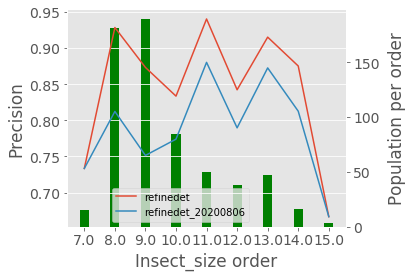 0.95
0.90
0.85
0.80
0.75
0.70
Precision
150
100
50
0
Population per order
refinedet
refinedet_20200806
7.0 8.0 9.0 10.0 11.0 12.0 13.0 14.0 15.0
Insect_size order